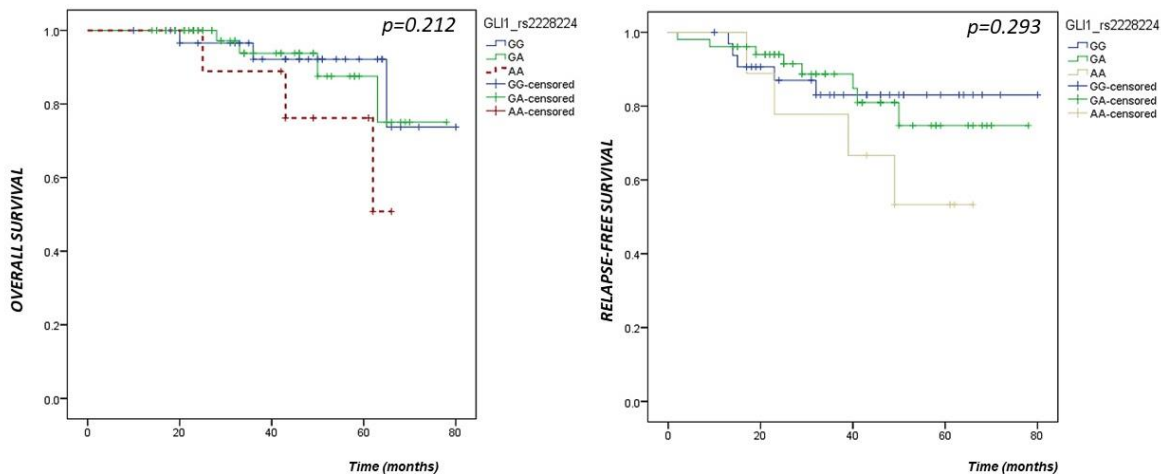 p=0.212
GLI1_rs2228224
GG
GA
AA
GG-censored
GA-censored
AA-censored
OVERALL SURVIVAL
1.0
0.8
0.6
0.4
0.2
0.0
0 20 40 60 80
Time (months)
p=0.293
GLI1_rs2228224
GG
GA
AA
GG-censored
GA-censored
AA-censored
RELAPSE-FREE SURVIVAL
1.0
0.8
0.6
0.4
0.2
0.0
0 20 40 60 80
Time (months)